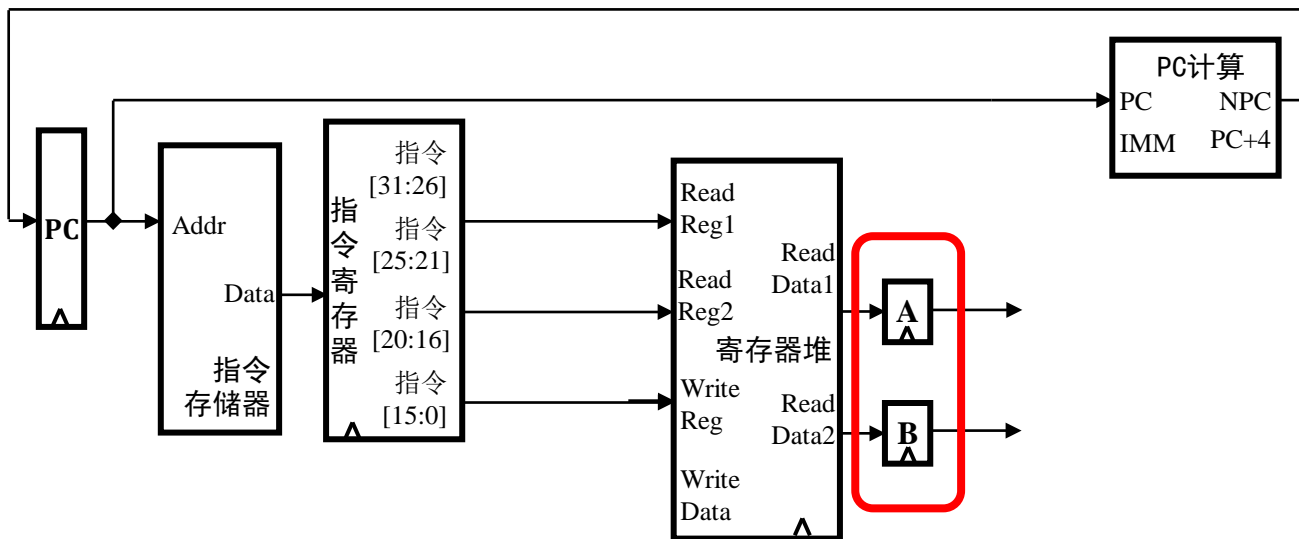 PC计算
PC NPC
IMM PC+4
PC
Addr
Data
指令
存储器
指令寄存器
指令
[31:26]
指令
[25:21]
指令
[20:16]
指令
[15:0]
Read
Reg1
Read
Data1
Read
Reg2
寄存器堆
Write
Reg
Read
Data2
Write
Data
A
B